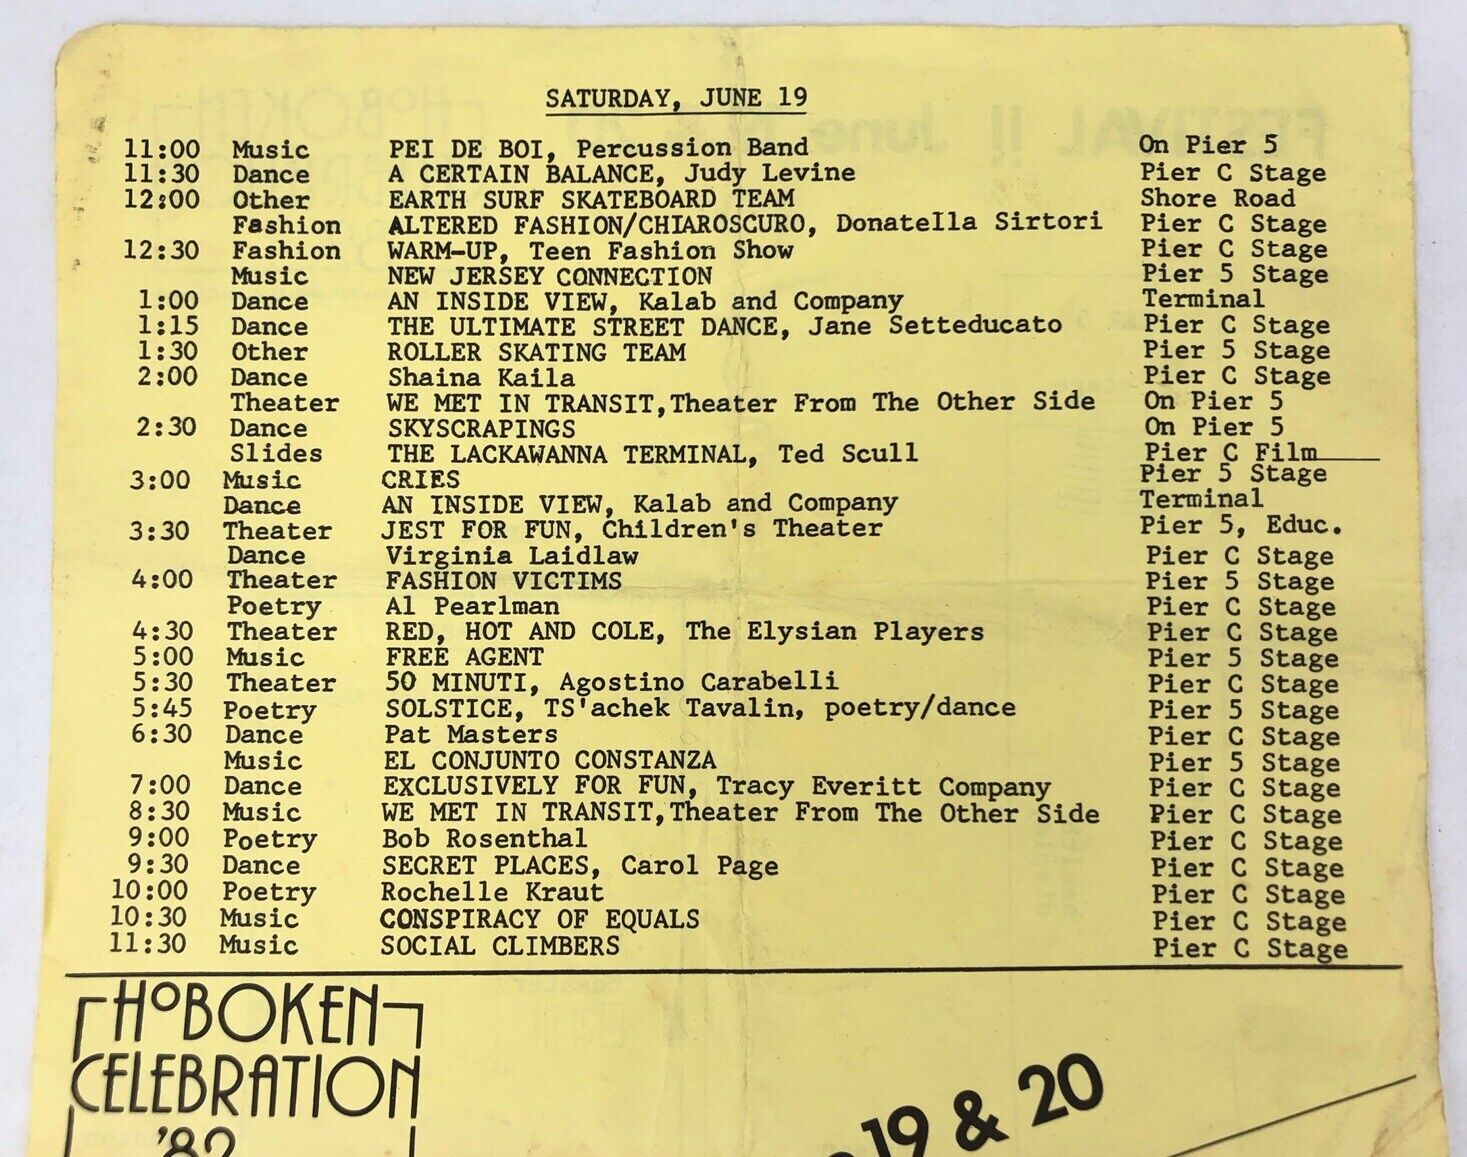 SATURDAY, JUNE 19
11:00 Music PEI DE BOI, Percussion Band On Pier 5
11:30 Dance A CERTAIN BALANCE, Judy Levine Pier C Stage
12:00 Other EARTH SURF SKATEBOARD TEAM Shore Road
Fashion ALTERED FASHION/CHIAROSCURO, Donatella Sirtori Pier C Stage
12:30 Fashion WARM-UP, Teen Fashion Show Pier C Stage
Music NEW JERSEY CONNECTION Pier 5 Stage
1:00 Dance AN INSIDE VIEW, Kalab and Company Terminal
1:15 Dance THE ULTIMATE STREET DANCE, Jane Setteducato Pier C Stage
1:30 Other ROLLER SKATING TEAM Pier 5 Stage
2:00 Dance Shaina Kaila Pier C Stage
Theater WE MET IN TRANSIT,Theater From The Other Side On Pier 5
2:30 Dance SKYSCRAPINGS On Pier 5
Slides THE LACKAWANNA TERMINAL, Ted Scull Pier C Film
3:00 Music CRIES Pier 5 Stage
Dance AN INSIDE VIEW, Kalab and Company Terminal
3:30 Theater JEST FOR FUN, Children's Theater Pier 5, Educ.
Dance Virginia Laidlaw Pier C Stage
4:00 Theater FASHION VICTIMS Pier 5 Stage
Poetry Al Pearlman Pier C Stage
4:30 Theater RED, HOT AND COLE, The Elysian Players Pier C Stage
5:00 Music FREE AGENT Pier 5 Stage
5:30 Theater 50 MINUTI, Agostino Carabelli Pier C Stage
5:45 Poetry SOLSTICE, TS'achek Tavalin, poetry/dance Pier 5 Stage
6:30 Dance Pat Masters Pier C Stage
Music EL CONJUNTO CONSTANZA Pier 5 Stage
7:00 Dance EXCLUSIVELY FOR FUN, Tracy Everitt Company Pier C Stage
8:30 Music WE MET IN TRANSIT,Theater From The Other Side Pier C Stage
9:00 Poetry Bob Rosenthal Pier C Stage
9:30 Dance SECRET PLACES, Carol Page Pier C Stage
10:00 Poetry Rochelle Kraut Pier C Stage
10:30 Music CONSPIRACY OF EQUALS Pier C Stage
11:30 Music SOCIAL CLIMBERS Pier C Stage
HOBOKEN
CELEBRATION
'82
19 & 20